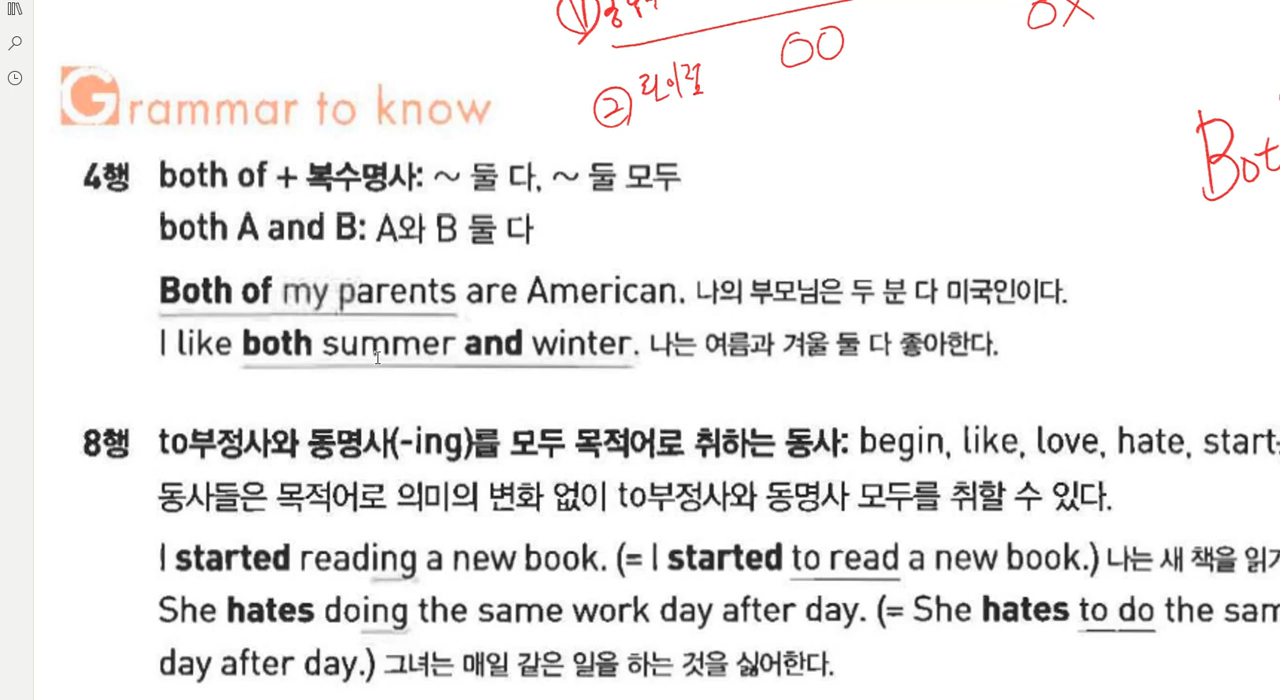 OO
OX
②
Grammar to know
4행 both of + 복수명사: ~ 둘 다, ~ 둘 모두
both A and B: A와 B 둘 다
Both of my parents are American. 나의 부모님은 두 분 다 미국인이다.
I like both summer and winter. 나는 여름과 겨울 둘 다 좋아한다.
8행 to부정사와 동명사(-ing)를 모두 목적어로 취하는 동사: begin, like, love, hate, start
동사들은 목적어로 의미의 변화 없이 to부정사와 동명사 모두를 취할 수 있다.
I started reading a new book. (= I started to read a new book.) 나는 새 책을 읽기
She hates doing the same work day after day. (= She hates to do the sam
day after day.) 그녀는 매일 같은 일을 하는 것을 싫어한다.